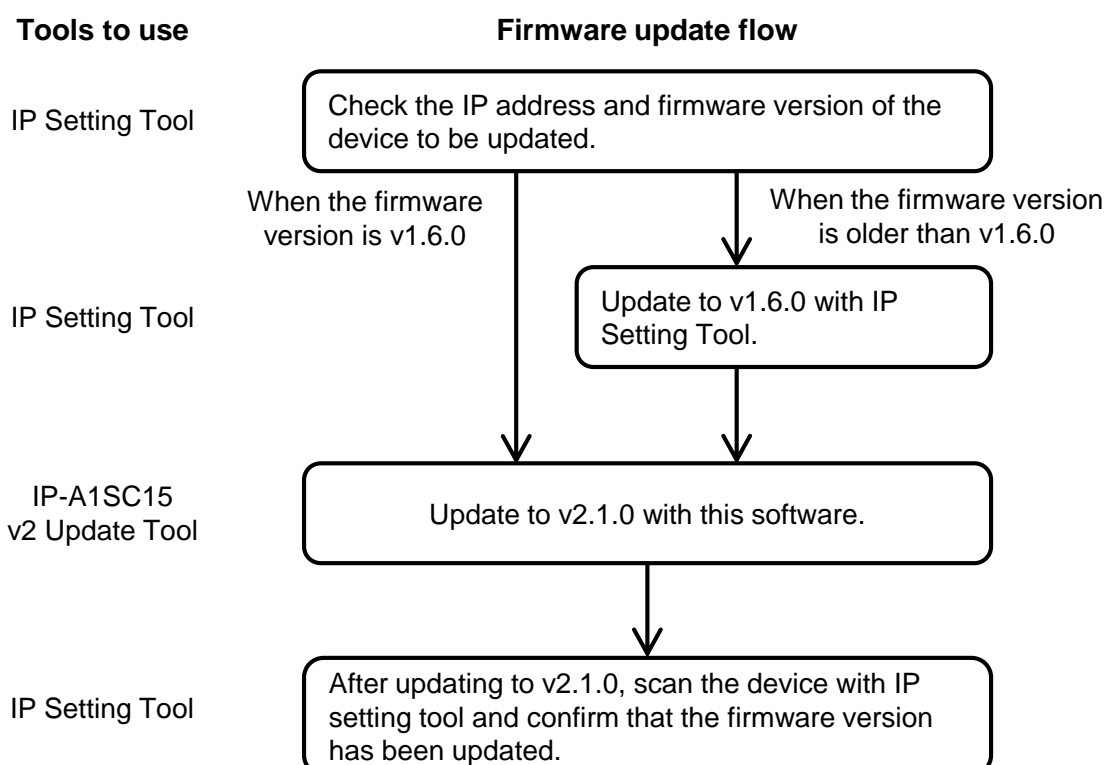 Tools to use
Firmware update flow
IP Setting Tool
Check the IP address and firmware version of the
device to be updated.
When the firmware
version is v1.6.0
When the firmware version
is older than v1.6.0
IP Setting Tool
Update to v1.6.0 with IP
Setting Tool.
IP-A1SC15
v2 Update Tool
Update to v2.1.0 with this software.
IP Setting Tool
After updating to v2.1.0, scan the device with IP
setting tool and confirm that the firmware version
has been updated.